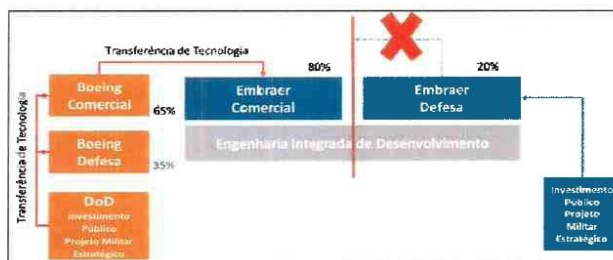 Transferência de Tecnologia
80%
20%
Boeing
Comercial
65%
Embraer
Comercial
Embraer
Defesa
Boeing
Defesa
35%
Engenharia Integrada de Desenvolvimento
Transferência de Tecnologia
DoD
Investimento
Público
Projeto Militar
Estratégico
Investimento
Público
Projeto
Militar
Estratégico